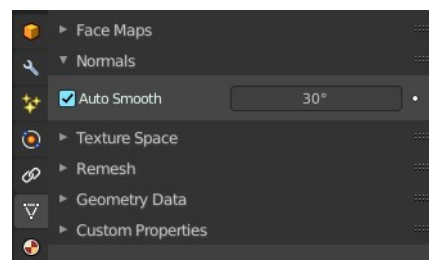 Face Maps
Normals
Auto Smooth 30°
Texture Space
Remesh
Geometry Data
Custom Properties